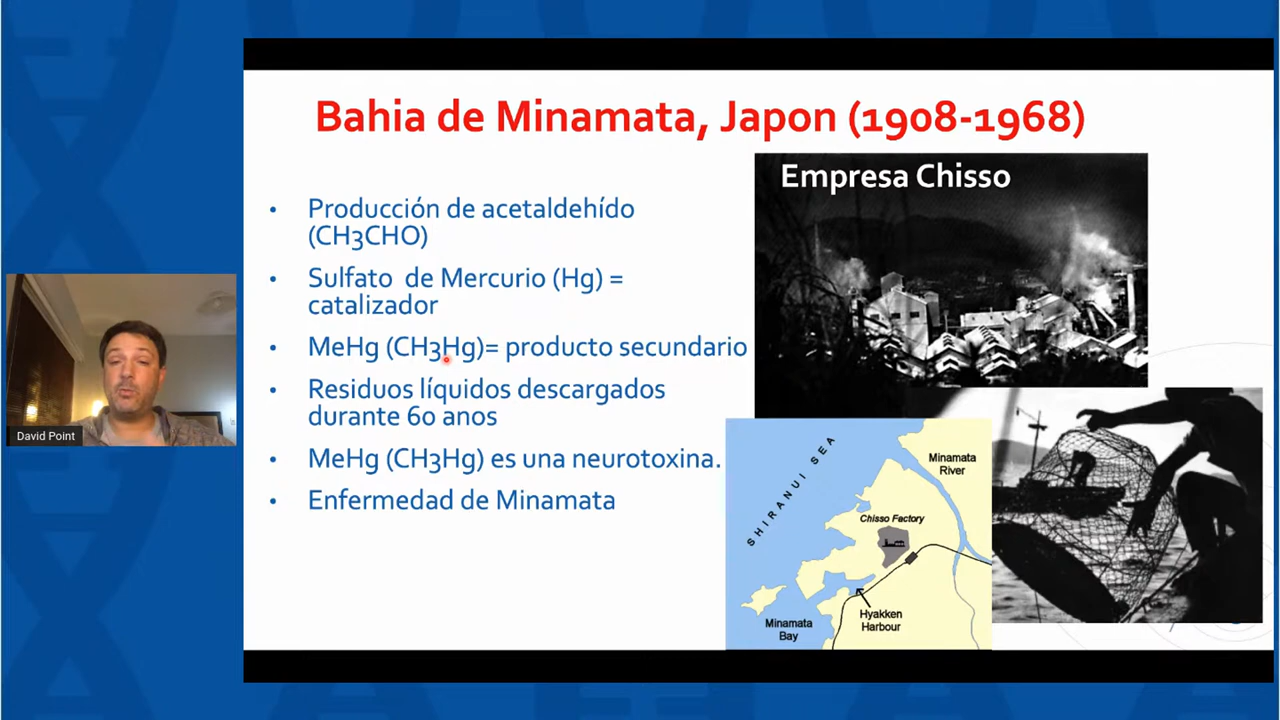 Bahia de Minamata, Japon (1908-1968)
Empresa Chisso
• Producción de acetaldehído
(CH3CHO)
• Sulfato de Mercurio (Hg) =
catalizador
• MeHg (CH3Hg)= producto secundario
• Residuos líquidos descargados
durante 60 anos
• MeHg (CH3Hg) es una neurotoxina.
• Enfermedad de Minamata
David Point
SHIRANUI SEA
Minamata
River
Chisso Factory
Hyakken
Harbour
Minamata
Bay